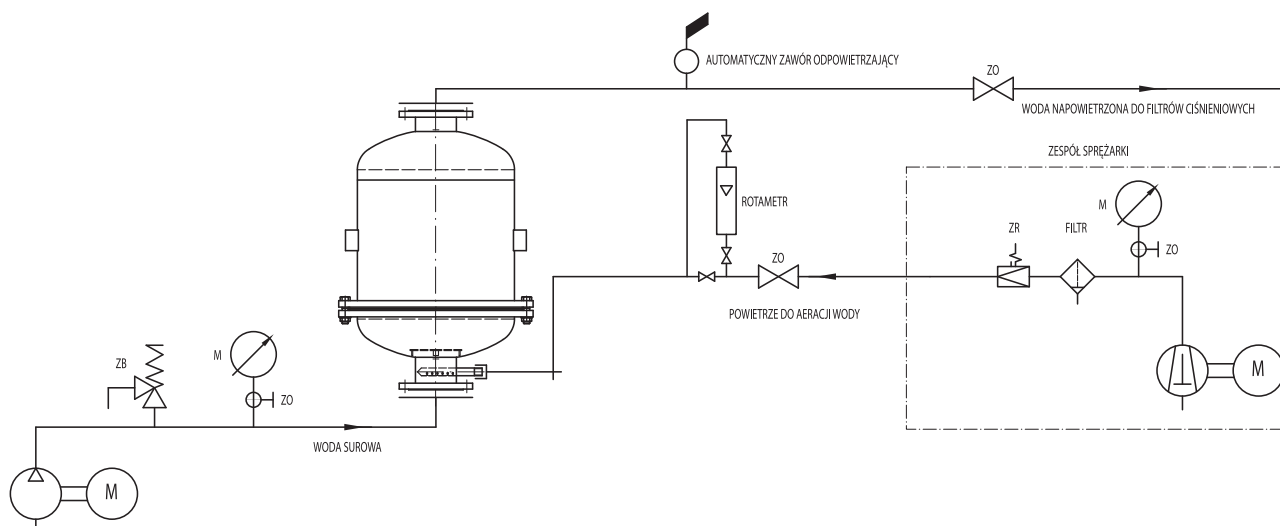 AUTOMATYCZNY ZAWÓR ODPOWIETRZAJĄCY
ZO
WODA NAPOWIETRZONA DO FILTRÓW CIŚNIENIOWYCH
ZESPÓŁ SPRĘŻARKI
ROTAMETR
M
ZR
FILTR
ZO
ZO
POWIETRZE DO AERACJI WODY
ZB
M
M
ZO
WODA SUROWA
M